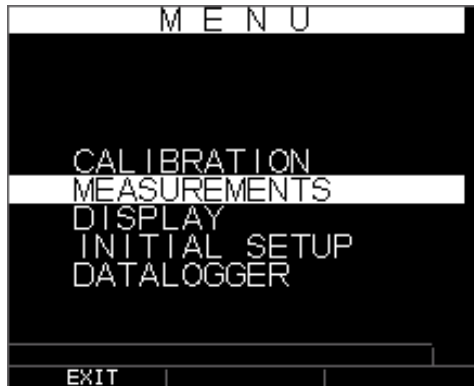 MENU
CALIBRATION
MEASUREMENTS
DISPLAY
INITIAL SETUP
DATALOGGER
EXIT